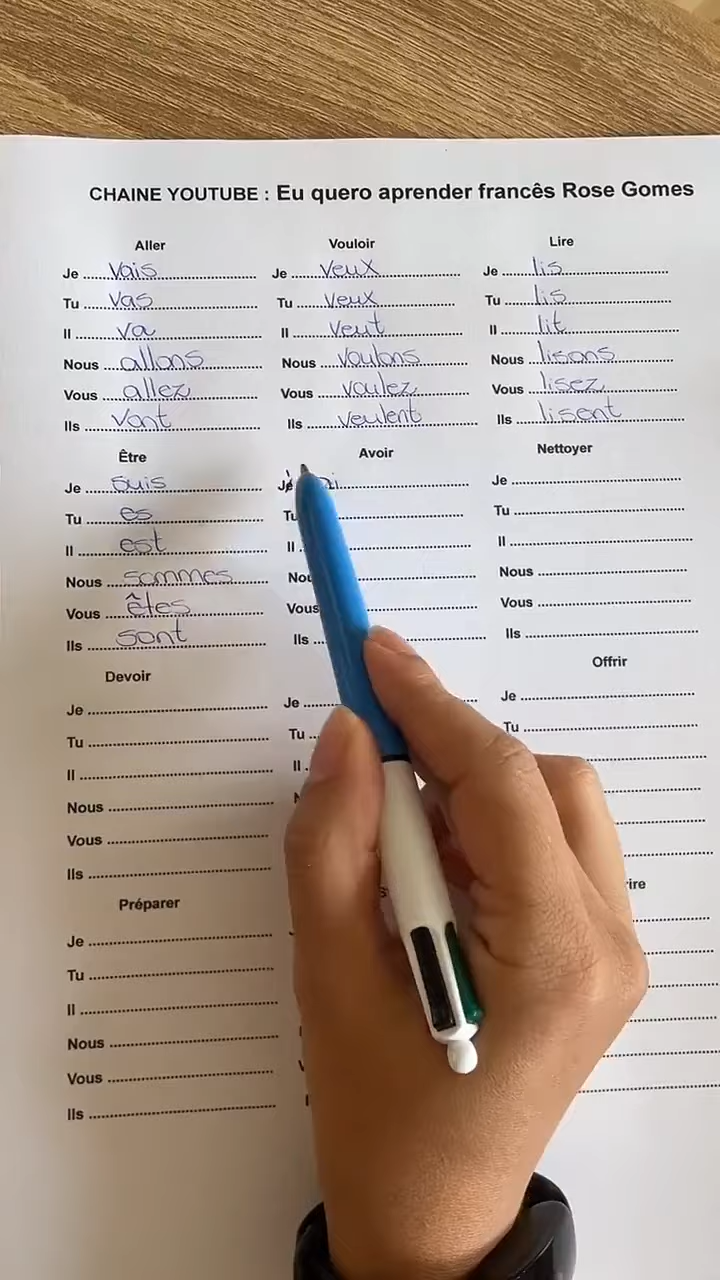 CHAINE YOUTUBE : Eu quero aprender francês Rose Gomes
Aller
Je vais
Tu vas
Il va
Nous allons
Vous allez
Ils vont
Vouloir
Je veux
Tu veux
Il veut
Nous voulons
Vous voulez
Ils veulent
Lire
Je lis
Tu lis
Il lit
Nous lisons
Vous lisez
Ils lisent
Être
Je suis
Tu es
Il est
Nous sommes
Vous êtes
Ils sont
Avoir
Il
Vous
Ils
Nettoyer
Je
Tu
Il
Nous
Vous
Ils
Devoir
Je
Tu
Il
Nous
Vous
Ils
Je
Tu
Il
Offrir
Je
Tu
Préparer
Je
Tu
Il
Nous
Vous
Ils